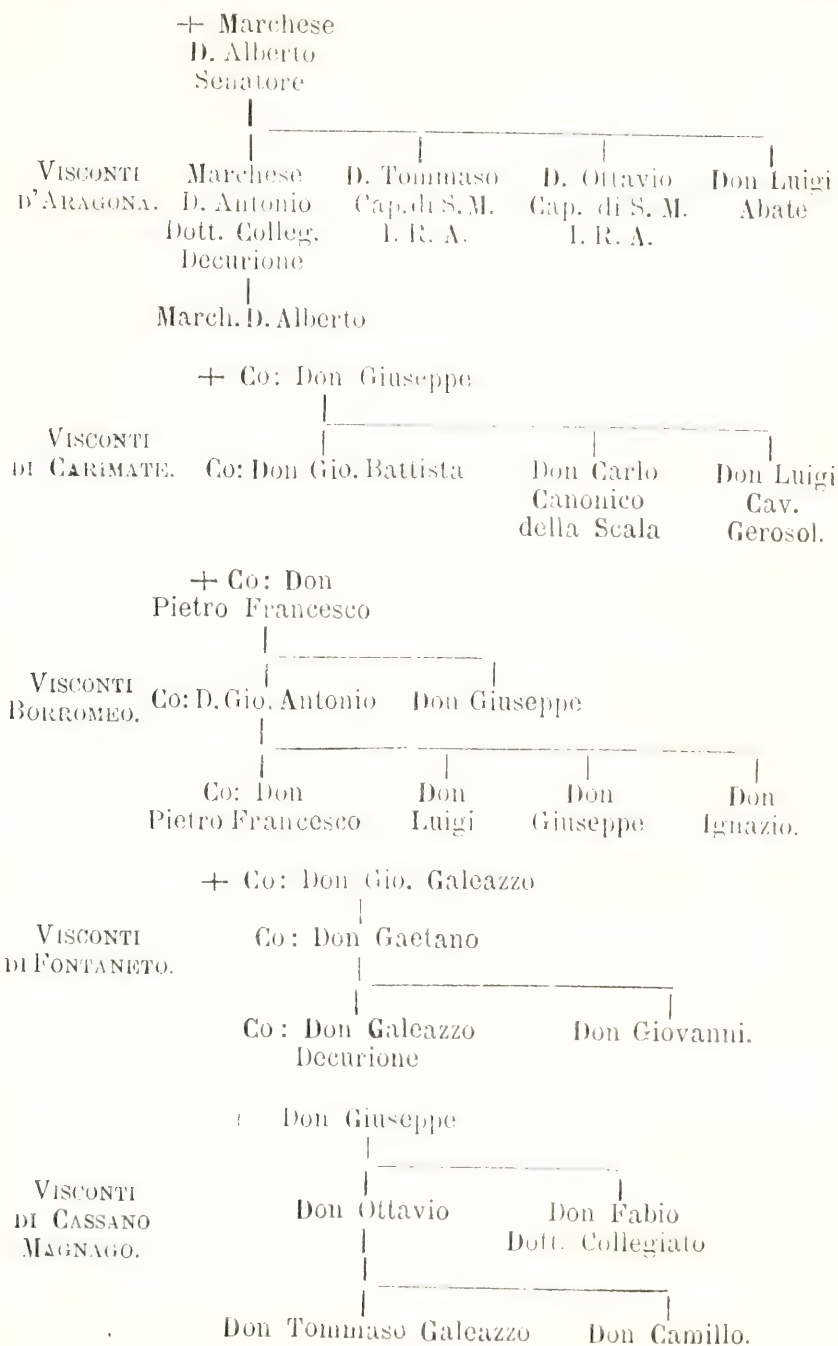 + Marchese
D. Alberto
Senatore
VISCONTI
D'ARAGONA.
Marchese
D. Antonio
Dott. Colleg.
Decurione
D. Tommaso
Cap. di S. M.
I. R. A.
D. Ottavio
Cap. di S. M.
I. R. A.
Don Luigi
Abate
March. D. Alberto
+ Co: Don Giuseppe
VISCONTI
DI CARIMATE.
Co: Don Gio. Battista
Don Carlo
Canonico
della Scala
Don Luigi
Cav.
Gerosol.
+ Co: Don
Pietro Francesco
VISCONTI
BORROMEO.
Co: D. Gio. Antonio
Don Giuseppe
Co: Don
Pietro Francesco
Don
Luigi
Don
Giuseppe
Don
Ignazio.
+ Co: Don Gio. Galeazzo
VISCONTI
DI FONTANETO.
Co: Don Gaetano
Co: Don Galeazzo
Decurione
Don Giovanni.
Don Giuseppe
VISCONTI
DI CASSANO
MAGNAGO.
Don Ottavio
Don Fabio
Dott. Collegiato
Don Tommaso Galeazzo
Don Camillo.